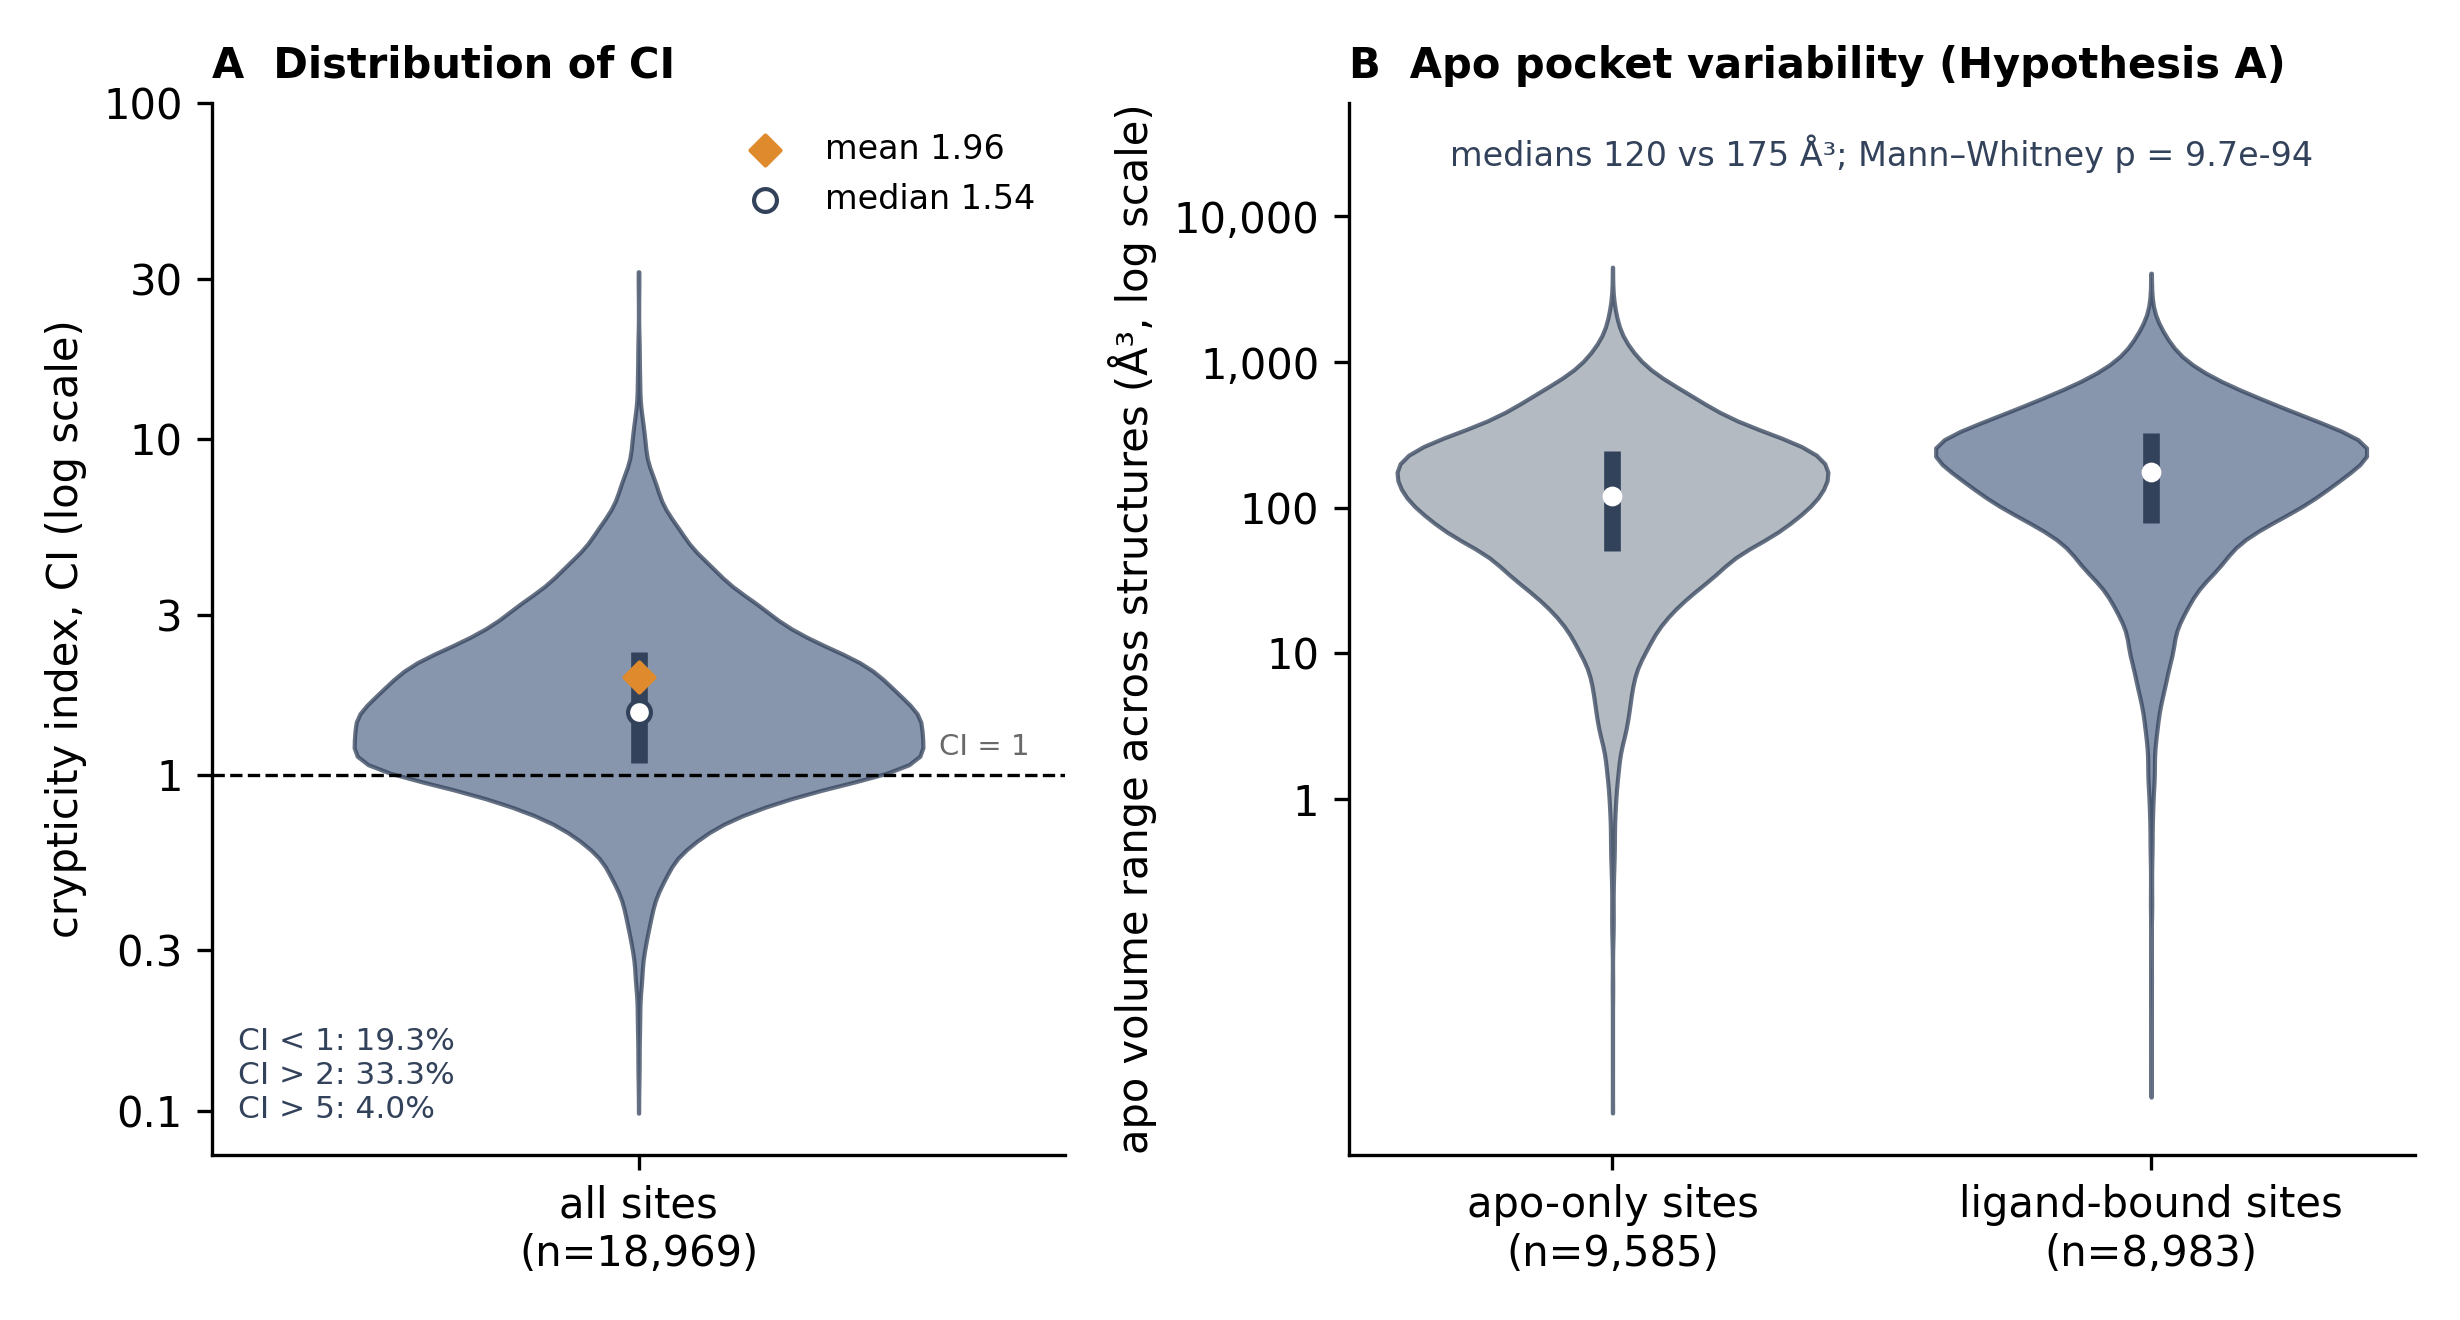 A  Distribution of CI
100
30
10
3
1
0.3
0.1
crypticity index, CI (log scale)
mean 1.96
median 1.54
CI = 1
CI < 1: 19.3%
CI > 2: 33.3%
CI > 5: 4.0%
all sites
(n=18,969)
B  Apo pocket variability (Hypothesis A)
medians 120 vs 175 Å³; Mann–Whitney p = 9.7e-94
10,000
1,000
100
10
1
apo volume range across structures (Å³, log scale)
apo-only sites
(n=9,585)
ligand-bound sites
(n=8,983)